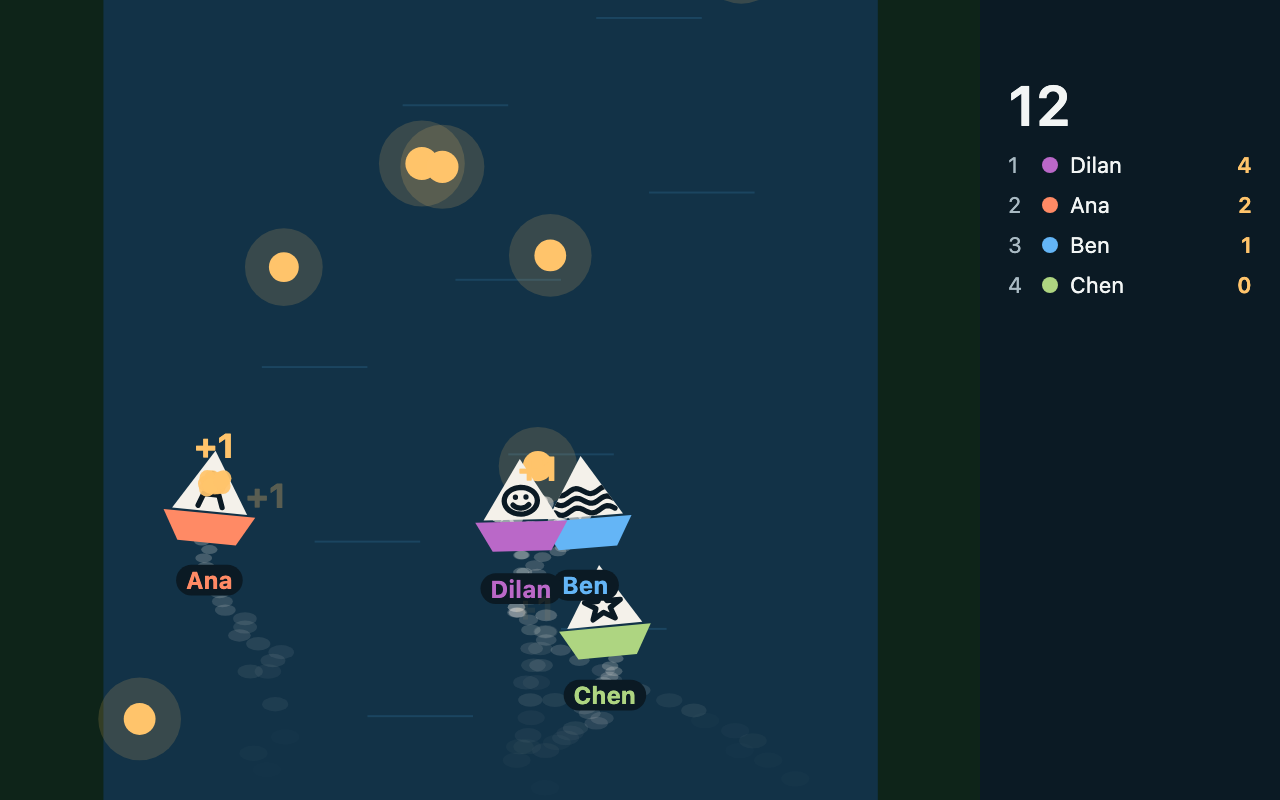 12
1 Dilan 4
2 Ana 2
3 Ben 1
4 Chen 0
+1
+1
Ana
Dilan
Ben
Chen